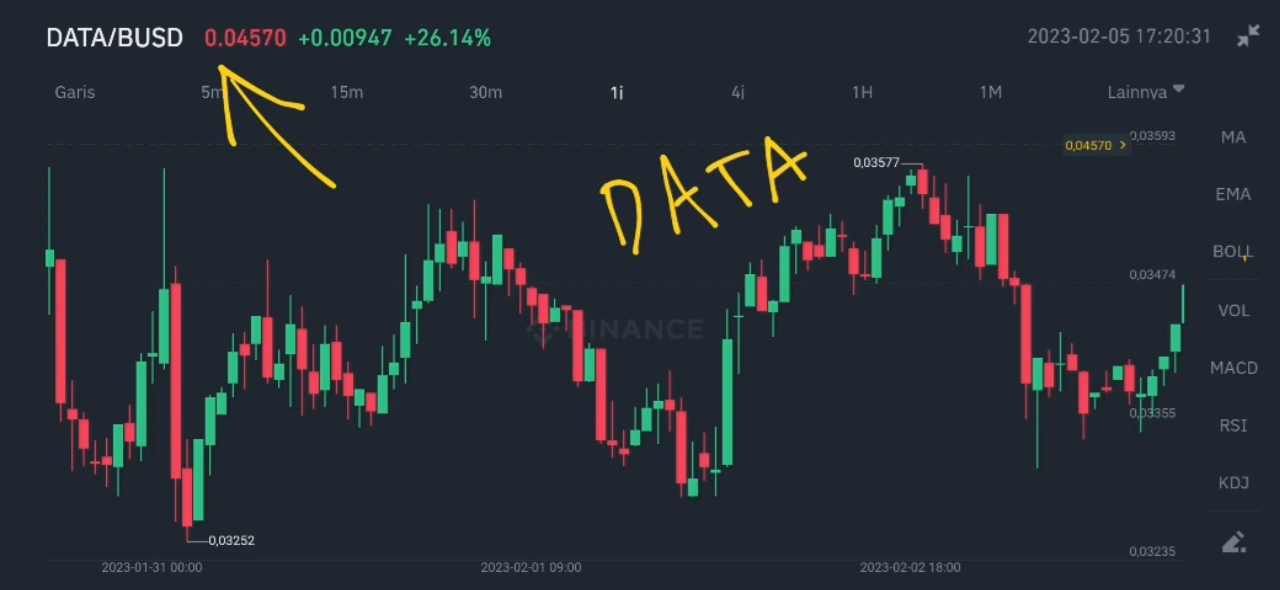 DATA/BUSD 0.04570 +0.00947 +26.14% 2023-02-05 17:20:31
Garis 5m 15m 30m 1j 4j 1H 1M Lainnya
0,03593 MA
0,04570 >
0,03577
DATA
EMA
BOLL
0,03474
VOL
BINANCE
MACD
0,03355
RSI
KDJ
0,03252
0,03235
2023-01-31 00:00 2023-02-01 09:00 2023-02-02 18:00